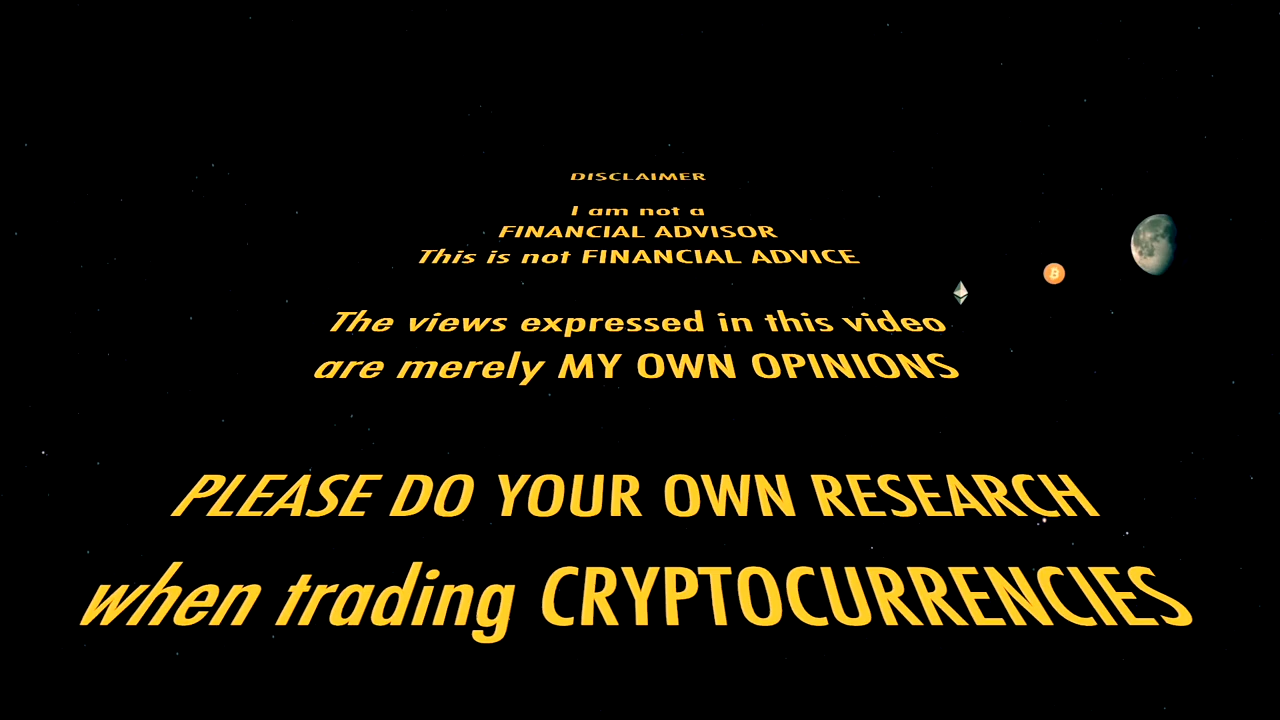 DISCLAIMER
I am not a
FINANCIAL ADVISOR
This is not FINANCIAL ADVICE
The views expressed in this video
are merely MY OWN OPINIONS
PLEASE DO YOUR OWN RESEARCH
when trading CRYPTOCURRENCIES